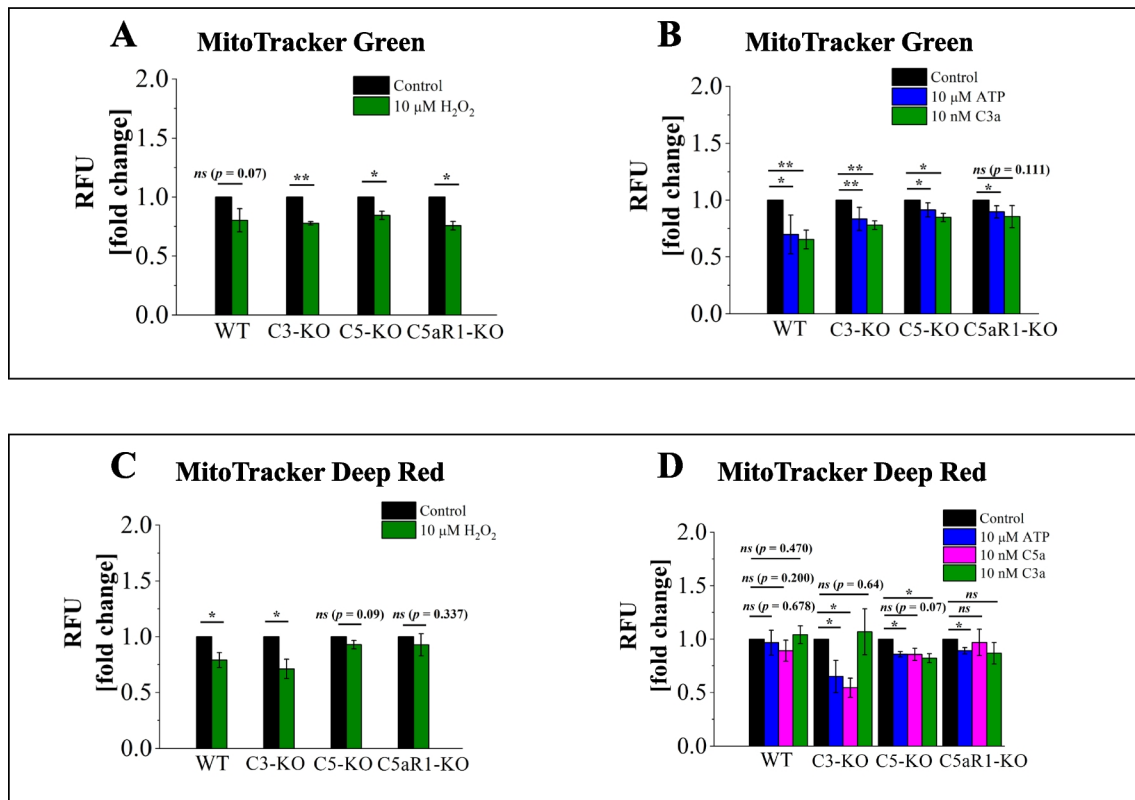 A
MitoTracker Green
Control
10 μM H₂O₂
RFU
[fold change]
2.0
1.5
1.0
0.5
0.0
ns (p = 0.07)
**
*
*
WT C3-KO C5-KO C5aR1-KO
B
MitoTracker Green
Control
10 μM ATP
10 nM C3a
RFU
[fold change]
2.0
1.5
1.0
0.5
0.0
**
*
**
**
*
*
ns (p = 0.111)
*
WT C3-KO C5-KO C5aR1-KO
C
MitoTracker Deep Red
Control
10 μM H₂O₂
RFU
[fold change]
2.0
1.5
1.0
0.5
0.0
*
*
ns (p = 0.09)
ns (p = 0.337)
WT C3-KO C5-KO C5aR1-KO
D
MitoTracker Deep Red
Control
10 μM ATP
10 nM C5a
10 nM C3a
RFU
[fold change]
2.0
1.5
1.0
0.5
0.0
ns (p = 0.470)
ns (p = 0.200)
ns (p = 0.678)
ns (p = 0.64)
*
*
*
ns (p = 0.07)
*
ns
ns
*
WT C3-KO C5-KO C5aR1-KO